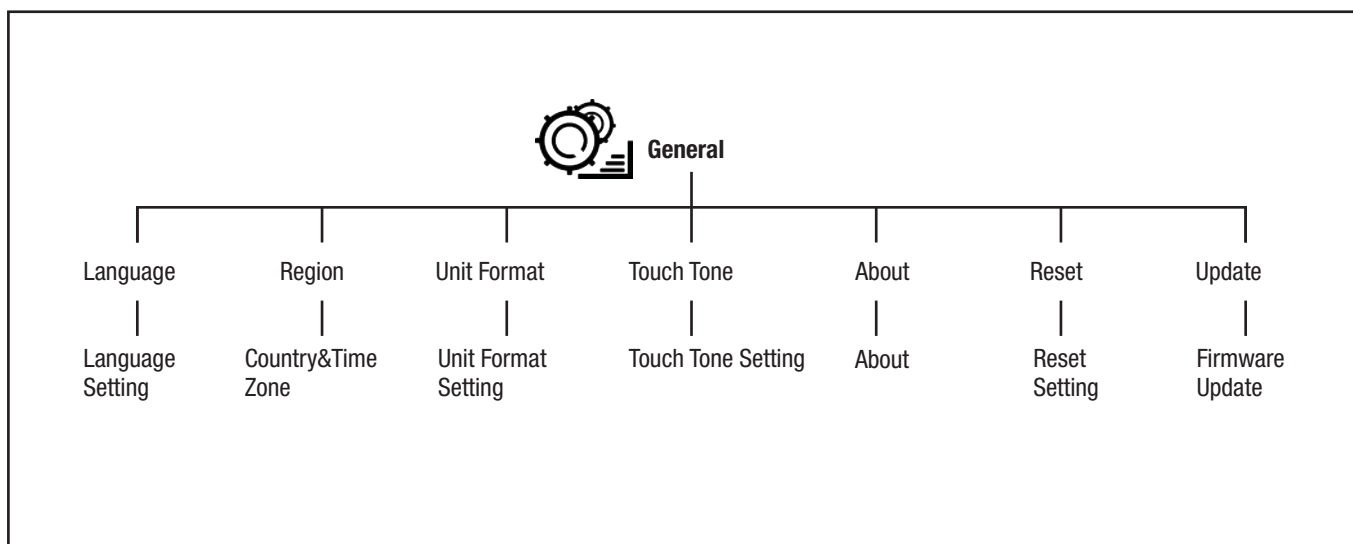 General
Language
Region
Unit Format
Touch Tone
About
Reset
Update
Language
Setting
Country&Time
Zone
Unit Format
Setting
Touch Tone Setting
About
Reset
Setting
Firmware
Update